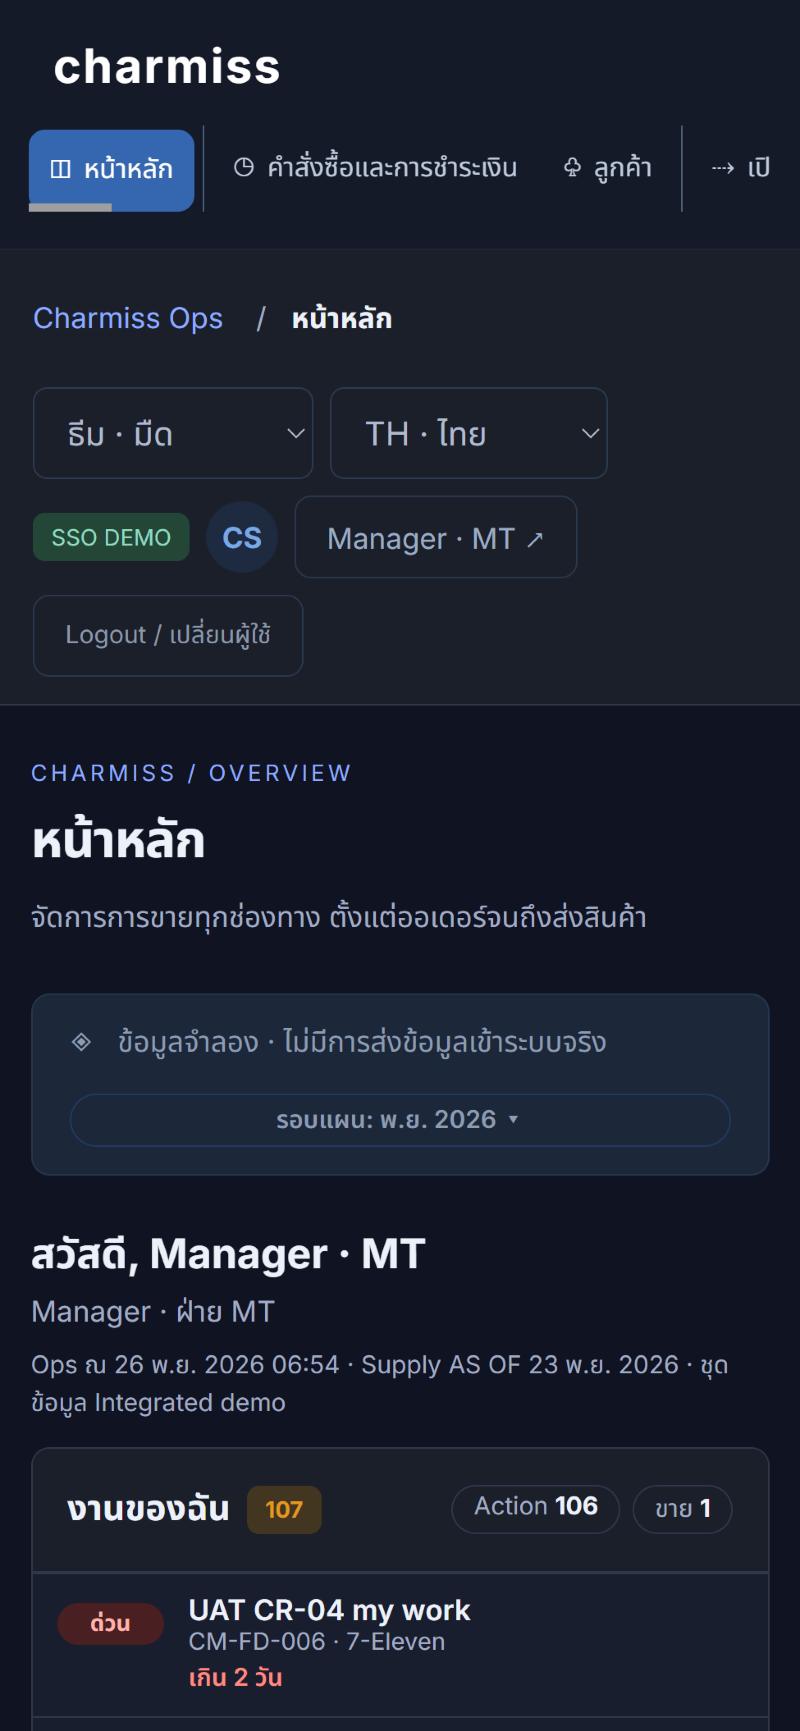 charmiss
หน้าหลัก คำสั่งซื้อและการชำระเงิน ลูกค้า เปิ
Charmiss Ops / หน้าหลัก
ธีม · มืด TH · ไทย
SSO DEMO CS Manager · MT ↗
Logout / เปลี่ยนผู้ใช้
CHARMISS / OVERVIEW
หน้าหลัก
จัดการการขายทุกช่องทาง ตั้งแต่ออเดอร์จนถึงส่งสินค้า
ข้อมูลจำลอง · ไม่มีการส่งข้อมูลเข้าระบบจริง
รอบแผน: พ.ย. 2026 ▾
สวัสดี, Manager · MT
Manager · ฝ่าย MT
Ops ณ 26 พ.ย. 2026 06:54 · Supply AS OF 23 พ.ย. 2026 · ชุด
ข้อมูล Integrated demo
งานของฉัน 107 Action 106 ขาย 1
ด่วน UAT CR-04 my work
CM-FD-006 · 7-Eleven
เกิน 2 วัน